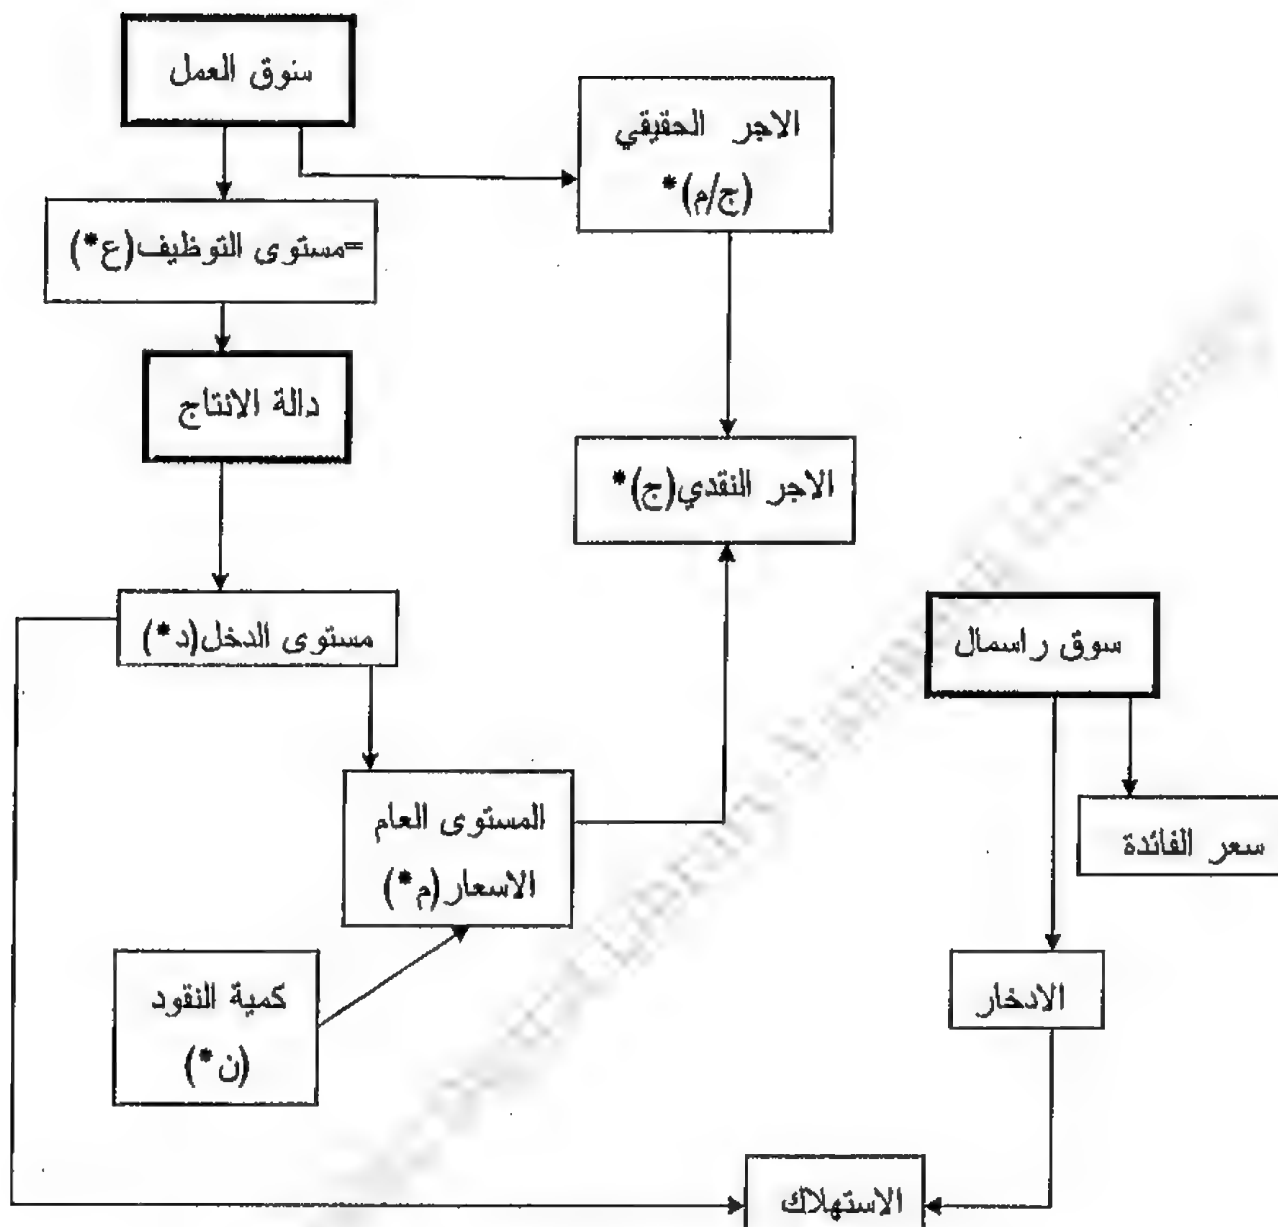 سوق العمل
الاجر الحقيقي
(ج/م)*
=مستوى التوظيف(ع*)
دالة الانتاج
الاجر النقدي(ج)*
مستوى الدخل(د*)
سوق راسمال
المستوى العام
الاسعار(م*)
سعر الفائدة
كمية النقود
(ن*)
الادخار
الاستهلاك